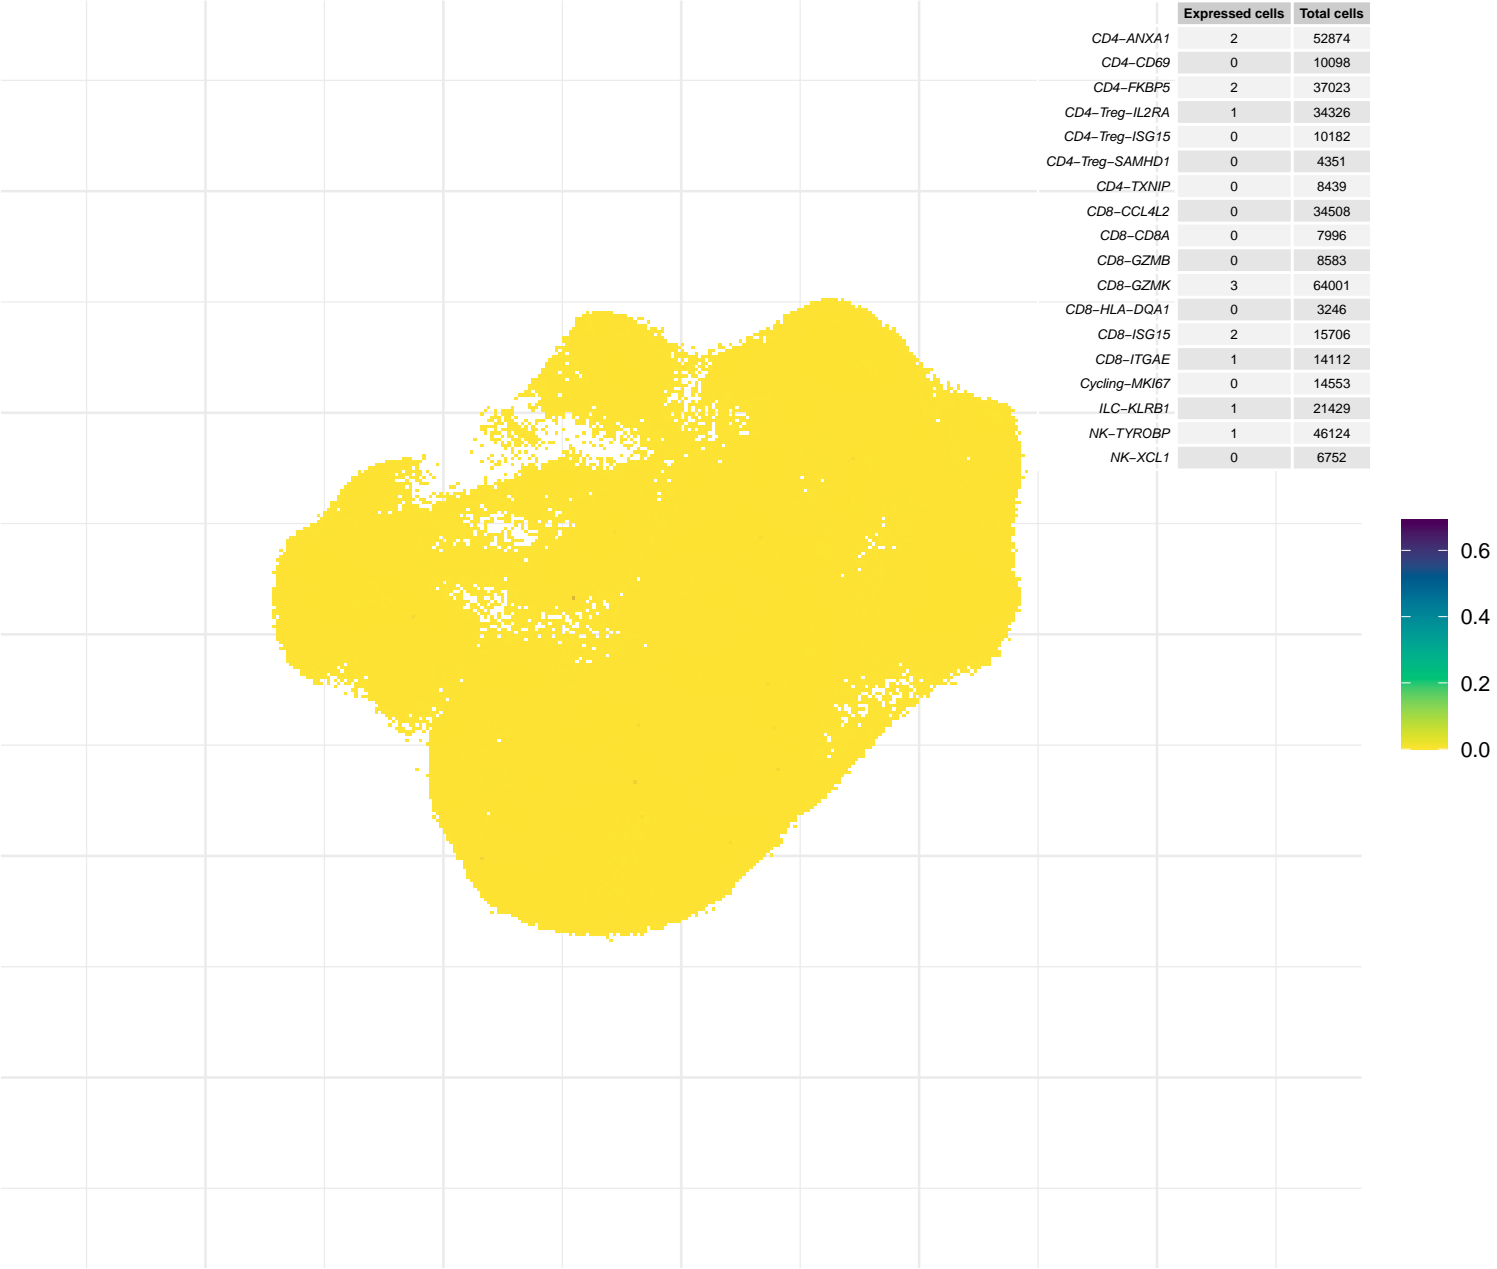 Expressed cells Total cells
CD4−ANXA1 2 52874
CD4−CD69 0 10098
CD4−FKBP5 2 37023
CD4−Treg−IL2RA 1 34326
CD4−Treg−ISG15 0 10182
CD4−Treg−SAMHD1 0 4351
CD4−TXNIP 0 8439
CD8−CCL4L2 0 34508
CD8−CD8A 0 7996
CD8−GZMB 0 8583
CD8−GZMK 3 64001
CD8−HLA−DQA1 0 3246
CD8−ISG15 2 15706
CD8−ITGAE 1 14112
Cycling−MKI67 0 14553
ILC−KLRB1 1 21429
NK−TYROBP 1 46124
NK−XCL1 0 6752
0.6
0.4
0.2
0.0